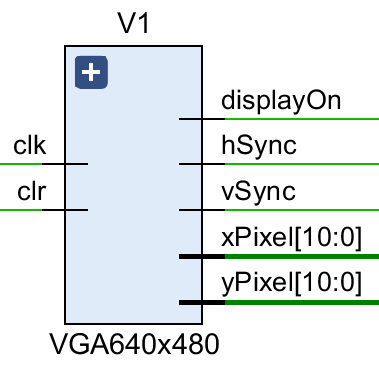 V1
displayOn
clk
hSync
clr
vSync
xPixel[10:0]
yPixel[10:0]
VGA640x480